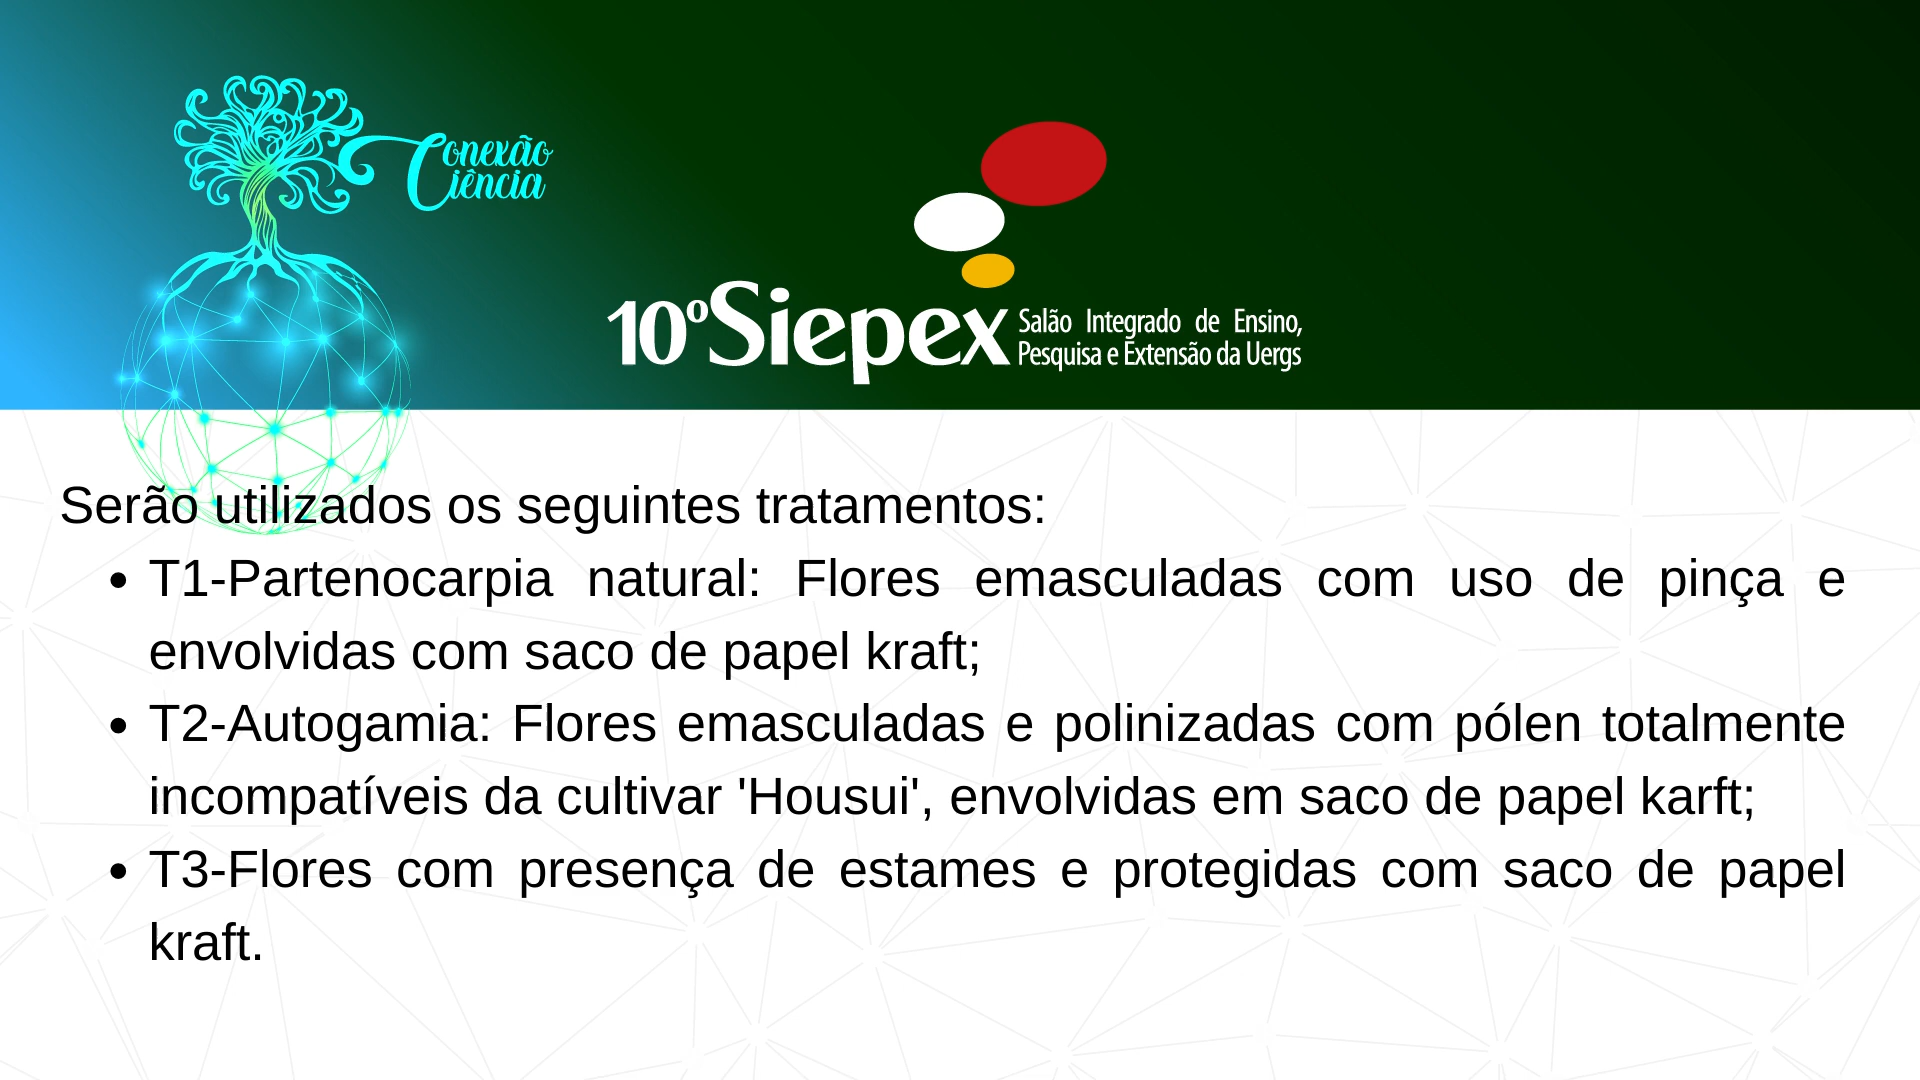 Conexão
Ciência
10ºSiepex
Salão Integrado de Ensino,
Pesquisa e Extensão da Uergs
Serão utilizados os seguintes tratamentos:
• T1-Partenocarpia natural: Flores emasculadas com uso de pinça e
envolvidas com saco de papel kraft;
• T2-Autogamia: Flores emasculadas e polinizadas com pólen totalmente
incompatíveis da cultivar 'Housui', envolvidas em saco de papel karft;
• T3-Flores com presença de estames e protegidas com saco de papel
kraft.